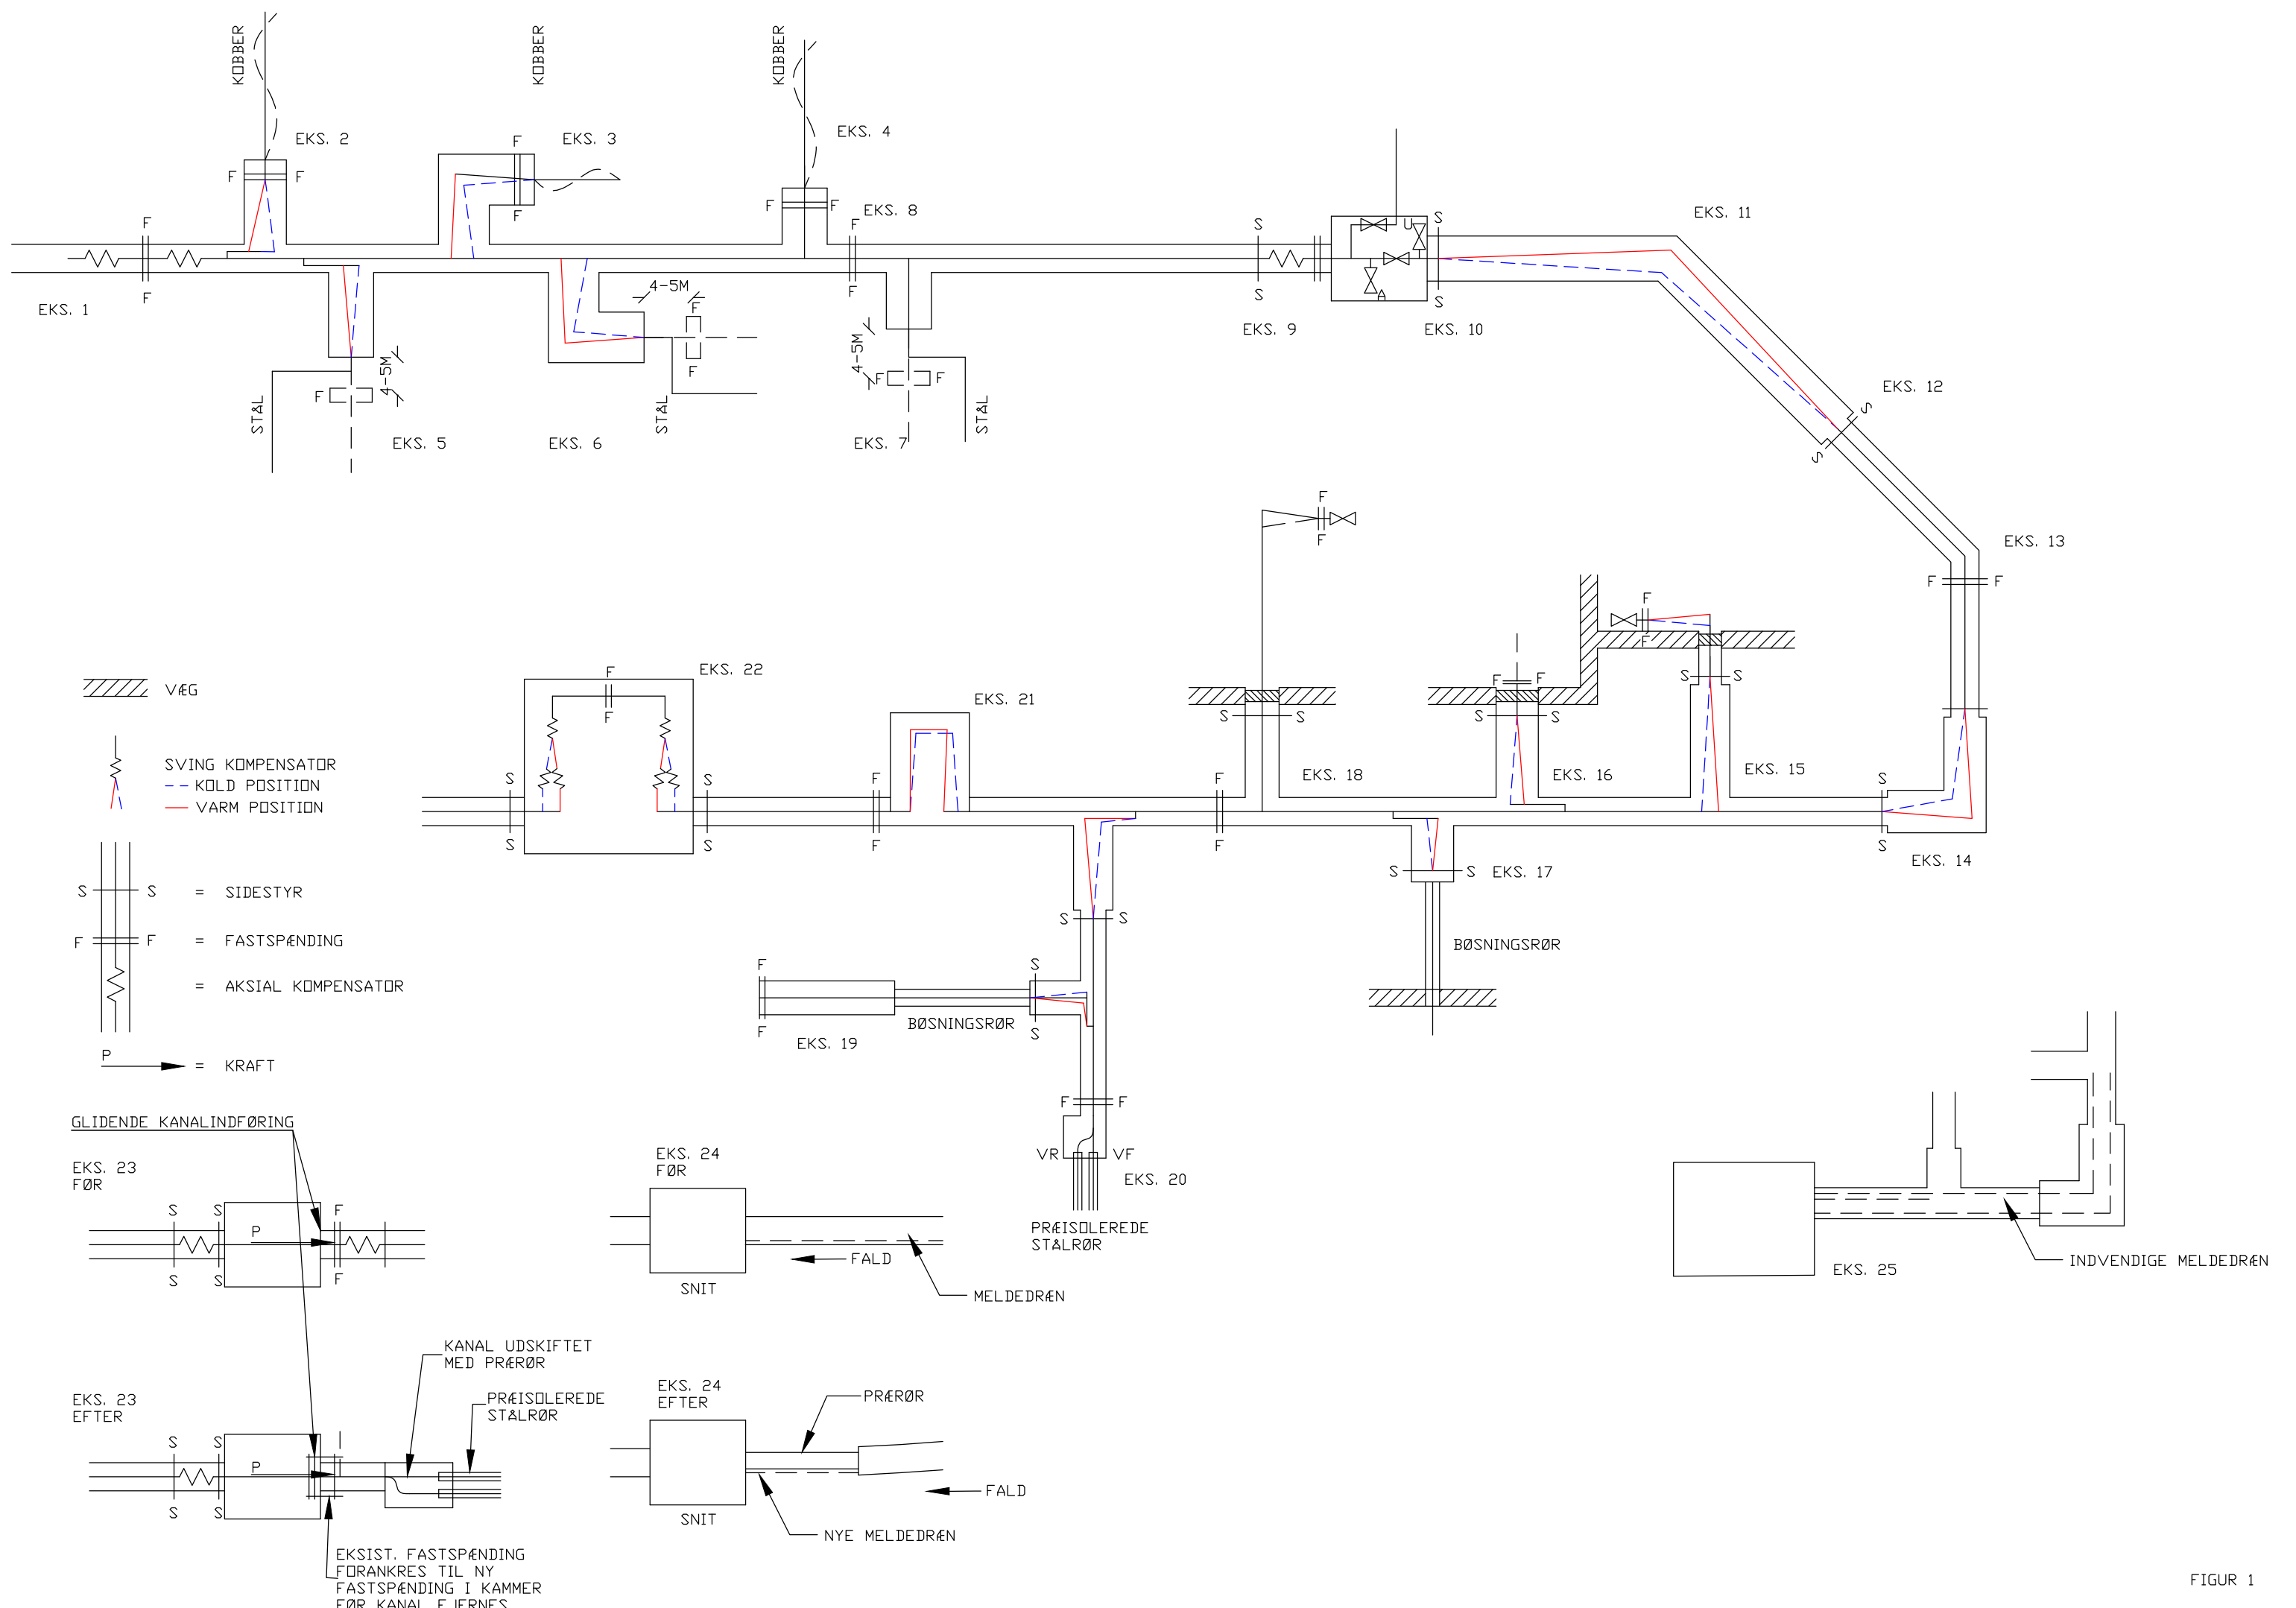 KOBBER
KOBBER
KOBBER
EKS. 2
F
F
F
EKS. 3
F
EKS. 4
F
F
EKS. 8
F
F
F
F
EKS. 1
4-5M
F
F
4-5M
F
STÅL
EKS. 5
EKS. 6
STÅL
4-5M
F
F
EKS. 7
STÅL
S
S
EKS. 9
U
A
S
S
EKS. 10
EKS. 11
EKS. 12
S
S
EKS. 13
F
F
F
F
F
F
VÆG
SVING KOMPENSATOR
KOLD POSITION
VARM POSITION
S
S
=
SIDESTYR
F
F
=
FASTSPÆNDING
=
AKSIAL KOMPENSATOR
P
=
KRAFT
EKS. 22
F
F
S
S
S
S
EKS. 21
F
F
F
F
S
S
EKS. 18
F
F
S
S
EKS. 16
S
S
EKS. 15
S
S
EKS. 14
S
S
EKS. 17
BØSNINGSRØR
S
S
F
F
S
S
BØSNINGSRØR
EKS. 19
F
F
VR
VF
EKS. 20
PRÆISOLEREDE
STÅLRØR
GLIDENDE KANALINDFØRING
EKS. 23
FØR
S
S
S
S
P
F
F
EKS. 24
FØR
FALD
SNIT
MELDEDRÆN
EKS. 25
INDVENDIGE MELDEDRÆN
EKS. 23
EFTER
S
S
S
S
P
KANAL UDSKIFTET
MED PRÆRØR
PRÆISOLEREDE
STÅLRØR
EKSIST. FASTSPÆNDING
FORANKRES TIL NY
FASTSPÆNDING I KAMMER
FØR KANAL FJERNES
EKS. 24
EFTER
PRÆRØR
FALD
SNIT
NYE MELDEDRÆN
FIGUR 1